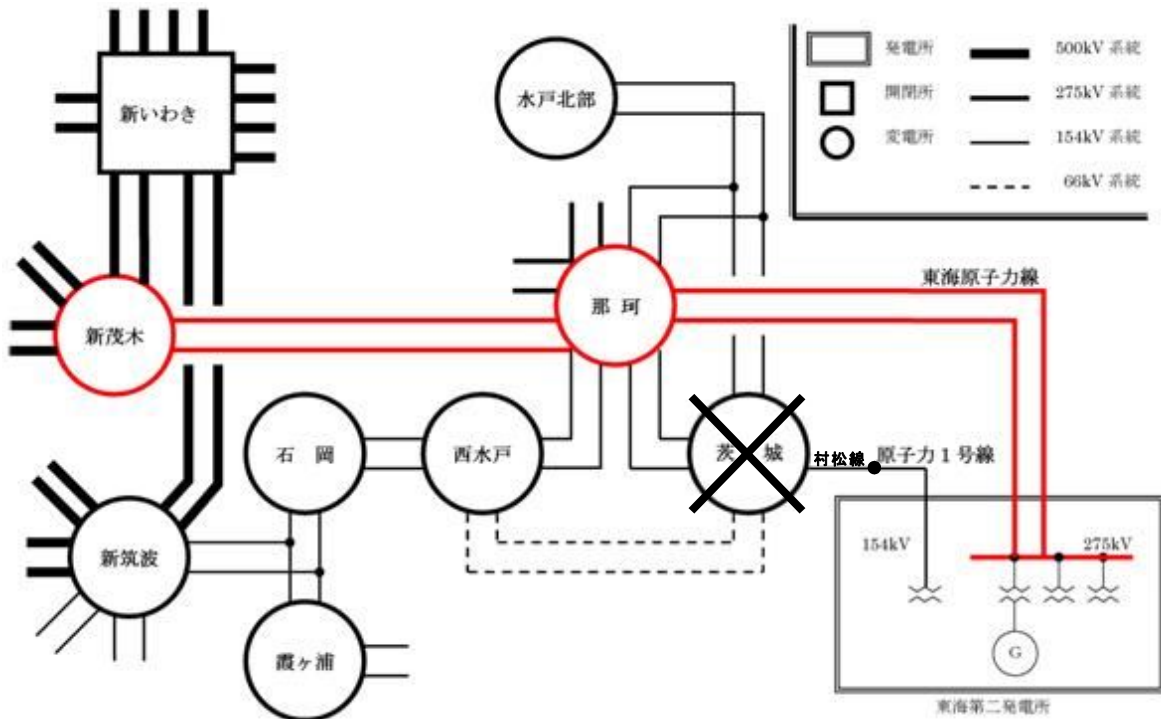 新いわき
水戸北部
発電所
500kV 系統
開閉所
275kV 系統
変電所
154kV 系統
66kV 系統
東海原子力線
那珂
新茂木
石岡
西水戸
茨城
村松線
原子力1号線
新筑波
154kV
275kV
霞ヶ浦
G
東海第二発電所